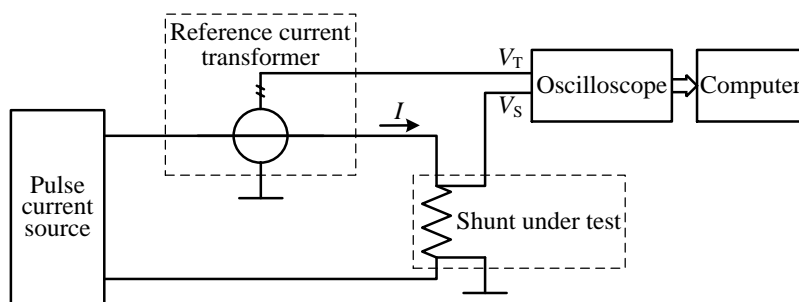 Reference current
transformer
V_T
Oscilloscope
Computer
V_S
I
Pulse
current
source
Shunt under test